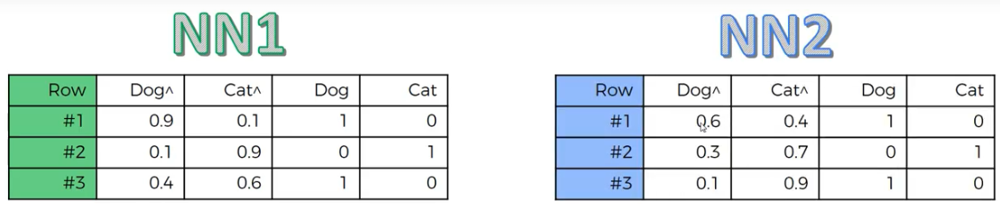 NN1
Row Dog^ Cat^ Dog Cat
#1 0.9 0.1 1 0
#2 0.1 0.9 0 1
#3 0.4 0.6 1 0
NN2
Row Dog^ Cat^ Dog Cat
#1 0.6 0.4 1 0
#2 0.3 0.7 0 1
#3 0.1 0.9 1 0